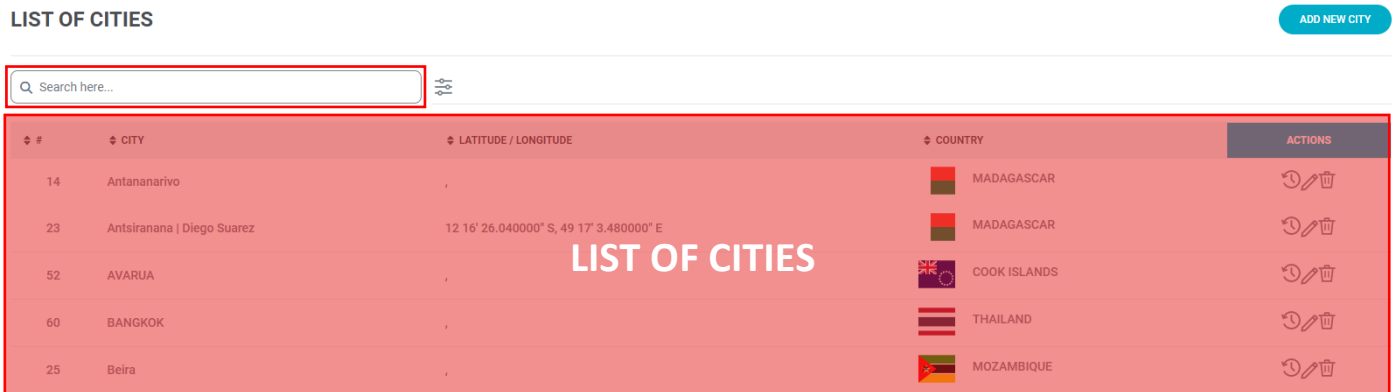 LIST OF CITIES
ADD NEW CITY
Search here...
# CITY LATITUDE / LONGITUDE COUNTRY ACTIONS
14 Antananarivo , MADAGASCAR
23 Antsiranana | Diego Suarez 12 16' 26.040000" S, 49 17' 3.480000" E MADAGASCAR
LIST OF CITIES
52 AVARUA , COOK ISLANDS
60 BANGKOK , THAILAND
25 Beira , MOZAMBIQUE